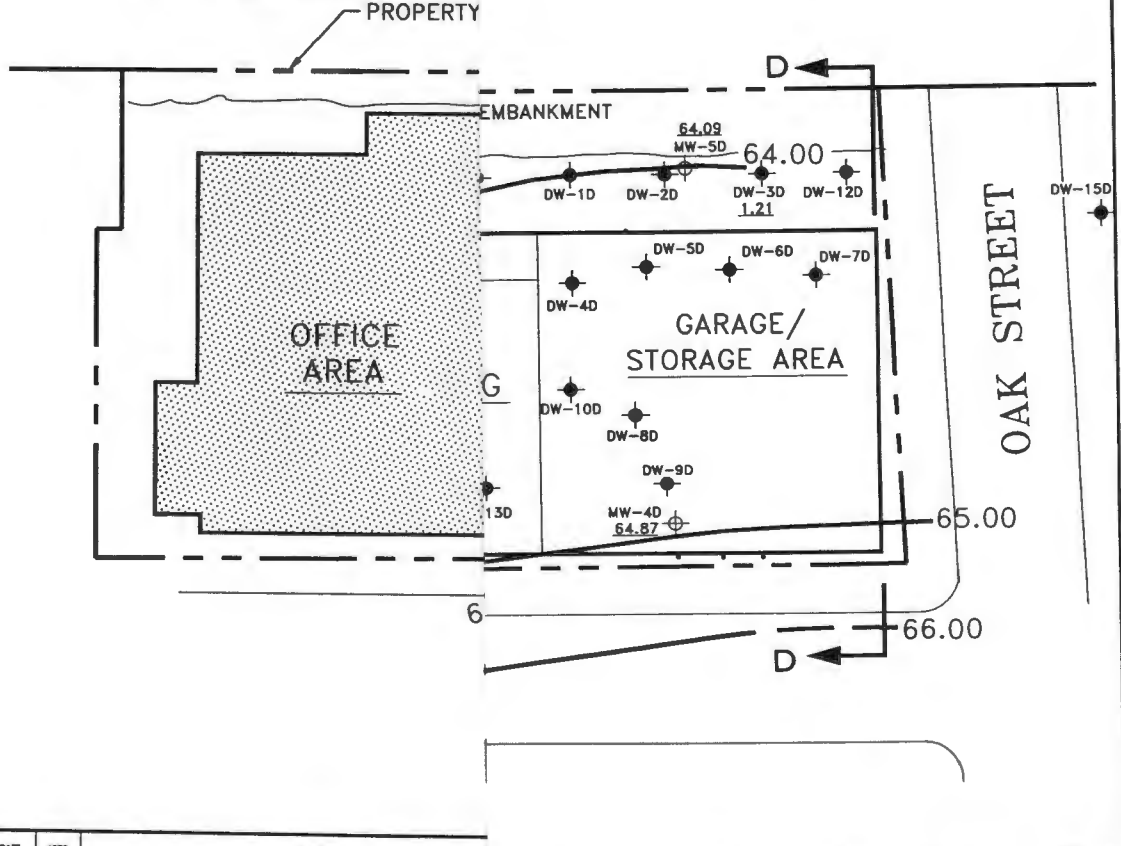 PROPERTY
D
EMBANKMENT
64.09
MW-5D
64.00
DW-1D
DW-2D
DW-3D
DW-12D
1.21
DW-15D
OAK STREET
DW-5D
DW-6D
DW-7D
DW-4D
OFFICE
AREA
GARAGE/
STORAGE AREA
G
DW-10D
DW-8D
DW-9D
13D
MW-4D
64.87
65.00
6
66.00
D